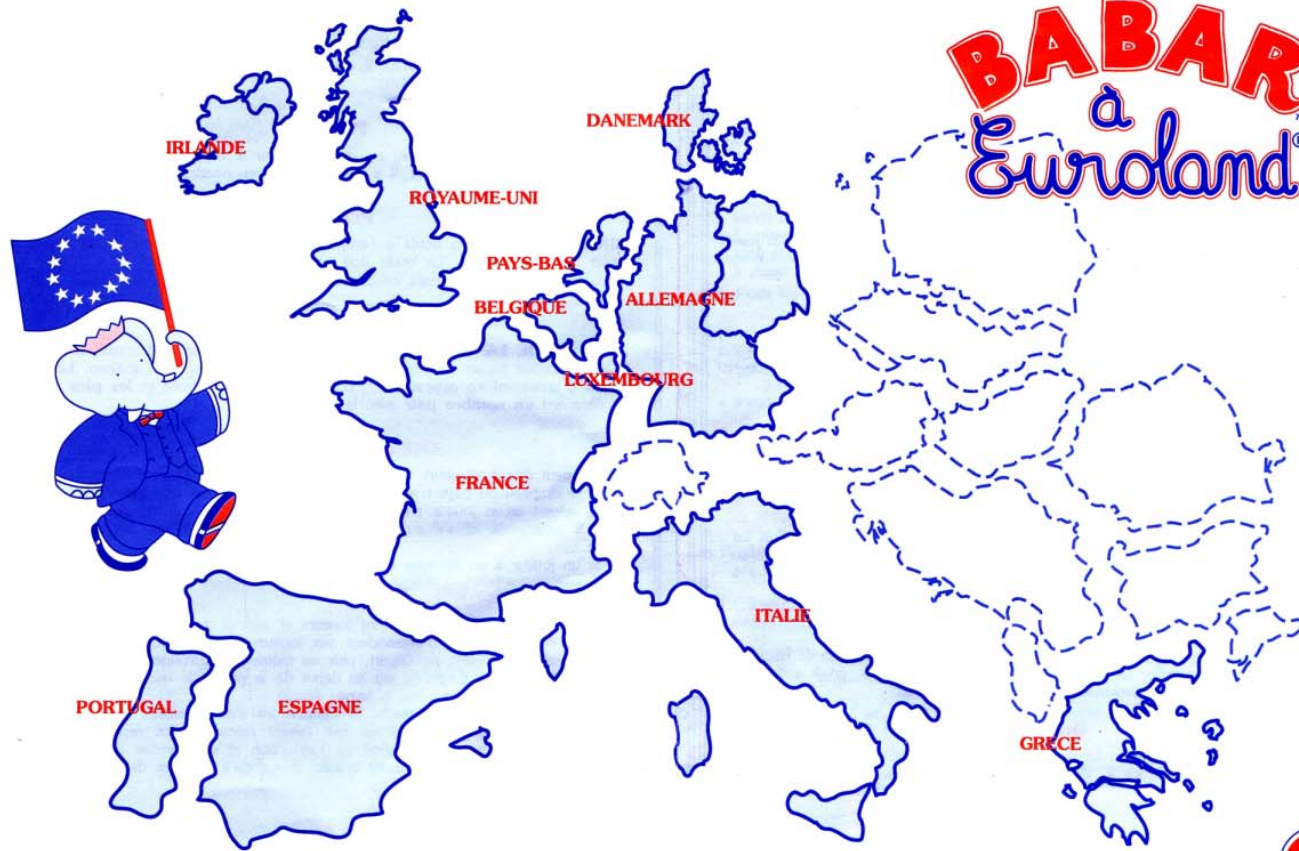 BABAR
à
Euroland
DANEMARK
IRLANDE
ROYAUME-UNI
PAYS-BAS
BELGIQUE
ALLEMAGNE
LUXEMBOURG
FRANCE
ITALIE
PORTUGAL
ESPAGNE
GRECE